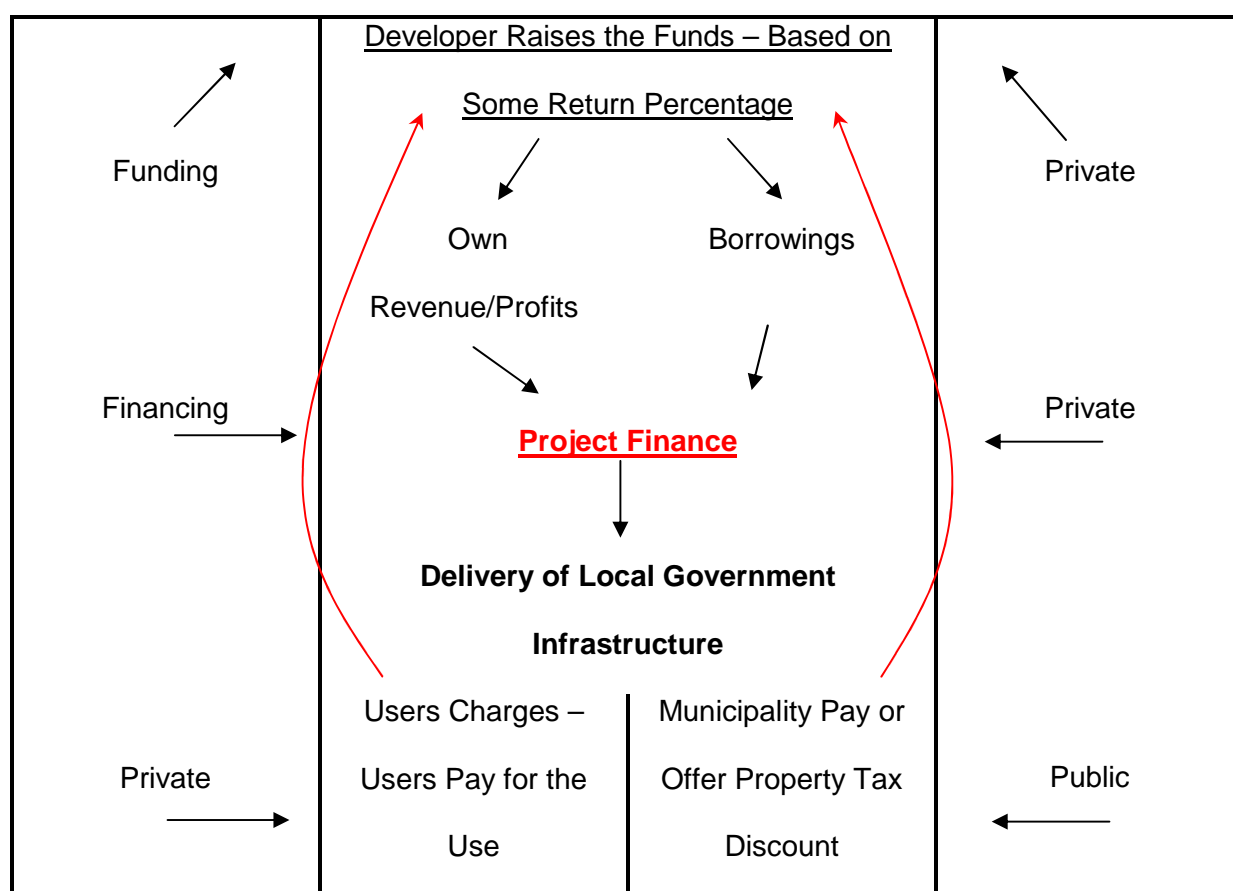 Developer Raises the Funds – Based on
Some Return Percentage
Funding
Private
Own
Borrowings
Revenue/Profits
Financing
Private
Project Finance
Delivery of Local Government
Infrastructure
Users Charges –
Users Pay for the
Use
Municipality Pay or
Offer Property Tax
Discount
Private
Public